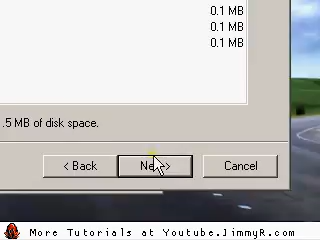 0.1 MB
0.1 MB
0.1 MB
.5 MB of disk space.
< Back
Cancel
More Tutorials at Youtube.JimmyR.com